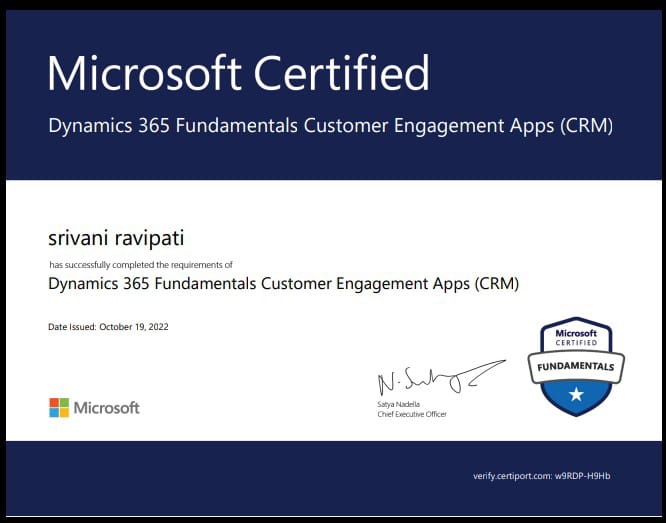 Microsoft Certified
Dynamics 365 Fundamentals Customer Engagement Apps (CRM)
srivani ravipati
has successfully completed the requirements of
Dynamics 365 Fundamentals Customer Engagement Apps (CRM)
Date Issued: October 19, 2022
Microsoft
CERTIFIED
FUNDAMENTALS
Satya Nadella
Chief Executive Officer
Microsoft
verify.certiport.com: w9RDP-H9Hb